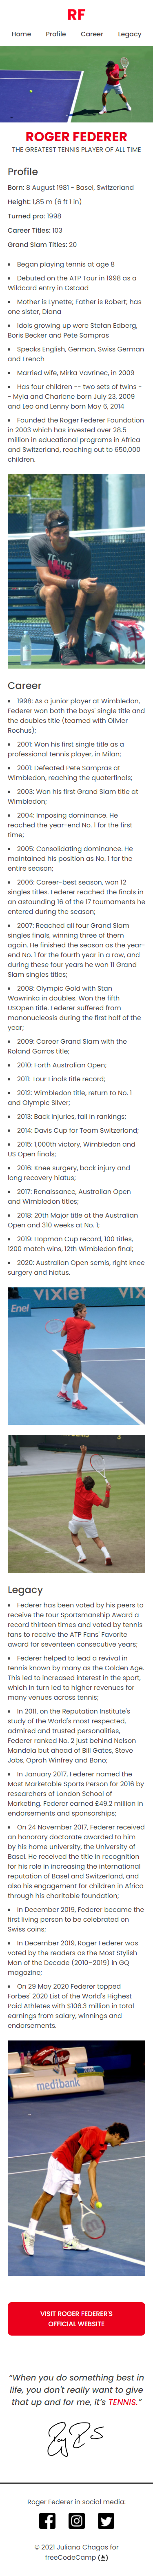 RF
Home Profile Career Legacy
ROGER FEDERER
THE GREATEST TENNIS PLAYER OF ALL TIME
Profile
Born: 8 August 1981 - Basel, Switzerland
Height: 1,85 m (6 ft 1 in)
Turned pro: 1998
Career Titles: 103
Grand Slam Titles: 20
• Began playing tennis at age 8
• Debuted on the ATP Tour in 1998 as a
Wildcard entry in Gstaad
• Mother is Lynette; Father is Robert; has
one sister, Diana
• Idols growing up were Stefan Edberg,
Boris Becker and Pete Sampras
• Speaks English, German, Swiss German
and French
• Married wife, Mirka Vavrinec, in 2009
• Has four children -- two sets of twins -
- Myla and Charlene born July 23, 2009
and Leo and Lenny born May 6, 2014
• Founded the Roger Federer Foundation
in 2003 which has invested over 28.5
million in educational programs in Africa
and Switzerland, reaching out to 650,000
children.
Career
• 1998: As a junior player at Wimbledon,
Federer won both the boys' single title and
the doubles title (teamed with Olivier
Rochus);
• 2001: Won his first single title as a
professional tennis player, in Milan;
• 2001: Defeated Pete Sampras at
Wimbledon, reaching the quaterfinals;
• 2003: Won his first Grand Slam title at
Wimbledon;
• 2004: Imposing dominance. He
reached the year-end No. 1 for the first
time;
• 2005: Consolidating dominance. He
maintained his position as No. 1 for the
entire season;
• 2006: Career-best season, won 12
singles titles. Federer reached the finals in
an astounding 16 of the 17 tournaments he
entered during the season;
• 2007: Reached all four Grand Slam
singles finals, winning three of them
again. He finished the season as the year-
end No. 1 for the fourth year in a row, and
during these four years he won 11 Grand
Slam singles titles;
• 2008: Olympic Gold with Stan
Wawrinka in doubles. Won the fifth
USOpen title. Federer suffered from
mononucleosis during the first half of the
year;
• 2009: Career Grand Slam with the
Roland Garros title;
• 2010: Forth Australian Open;
• 2011: Tour Finals title record;
• 2012: Wimbledon title, return to No. 1
and Olympic Silver;
• 2013: Back injuries, fall in rankings;
• 2014: Davis Cup for Team Switzerland;
• 2015: 1,000th victory, Wimbledon and
US Open finals;
• 2016: Knee surgery, back injury and
long recovery hiatus;
• 2017: Renaissance, Australian Open
and Wimbledon titles;
• 2018: 20th Major title at the Australian
Open and 310 weeks at No. 1;
• 2019: Hopman Cup record, 100 titles,
1200 match wins, 12th Wimbledon final;
• 2020: Australian Open semis, right knee
surgery and hiatus.
vixlet
Enel
Legacy
• Federer has been voted by his peers to
receive the tour Sportsmanship Award a
record thirteen times and voted by tennis
fans to receive the ATP Fans' Favorite
award for seventeen consecutive years;
• Federer helped to lead a revival in
tennis known by many as the Golden Age.
This led to increased interest in the sport,
which in turn led to higher revenues for
many venues across tennis;
• In 2011, on the Reputation Institute's
study of the World's most respected,
admired and trusted personalities,
Federer ranked No. 2 just behind Nelson
Mandela but ahead of Bill Gates, Steve
Jobs, Oprah Winfrey and Bono;
• In January 2017, Federer named the
Most Marketable Sports Person for 2016 by
researchers of London School of
Marketing. Federer earned £49.2 million in
endorsements and sponsorships;
• On 24 November 2017, Federer received
an honorary doctorate awarded to him
by his home university, the University of
Basel. He received the title in recognition
for his role in increasing the international
reputation of Basel and Switzerland, and
also his engagement for children in Africa
through his charitable foundation;
• In December 2019, Federer became the
first living person to be celebrated on
Swiss coins;
• In December 2019, Roger Federer was
voted by the readers as the Most Stylish
Man of the Decade (2010–2019) in GQ
magazine;
• On 29 May 2020 Federer topped
Forbes' 2020 List of the World's Highest
Paid Athletes with $106.3 million in total
earnings from salary, winnings and
endorsements.
medibank
VISIT ROGER FEDERER'S
OFFICIAL WEBSITE
“When you do something best in
life, you don't really want to give
that up and for me, it's TENNIS.”
Roger Federer in social media:
© 2021 Juliana Chagas for
freeCodeCamp (🔥)